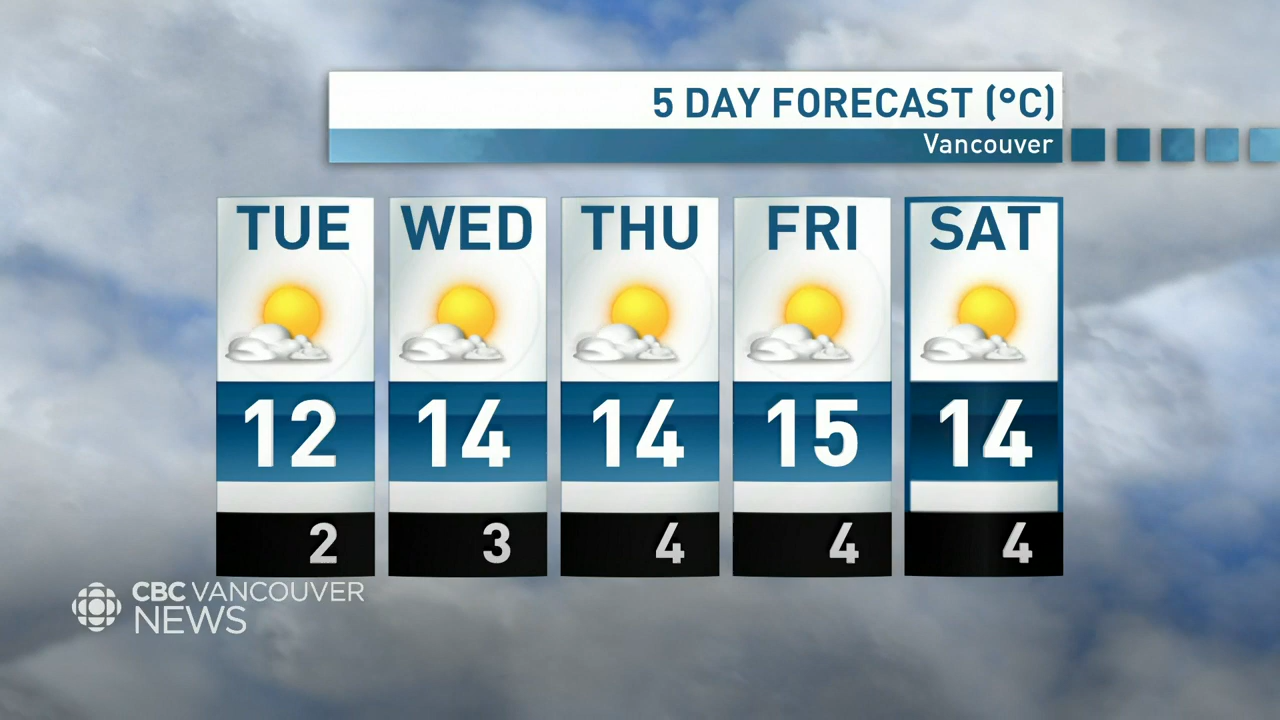 5 DAY FORECAST (°C)
Vancouver
TUE WED THU FRI SAT
12 14 14 15 14
2 3 4 4 4
CBC VANCOUVER
NEWS